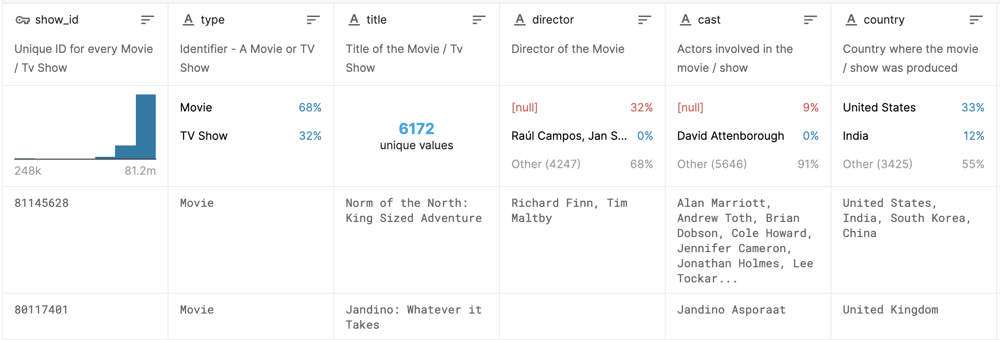 show_id
Unique ID for every Movie
/ Tv Show
A type
Identifier - A Movie or TV
Show
A title
Title of the Movie / Tv
Show
A director
Director of the Movie
A cast
Actors involved in the
movie / show
A country
Country where the movie
/ show was produced
248k 81.2m
Movie 68%
TV Show 32%
6172
unique values
[null] 32%
Raúl Campos, Jan S... 0%
Other (4247) 68%
[null] 9%
David Attenborough 0%
Other (5646) 91%
United States 33%
India 12%
Other (3425) 55%
81145628
Movie
Norm of the North:
King Sized Adventure
Richard Finn, Tim
Maltby
Alan Marriott,
Andrew Toth, Brian
Dobson, Cole Howard,
Jennifer Cameron,
Jonathan Holmes, Lee
Tockar...
United States,
India, South Korea,
China
80117401
Movie
Jandino: Whatever it
Takes
Jandino Asporaat
United Kingdom